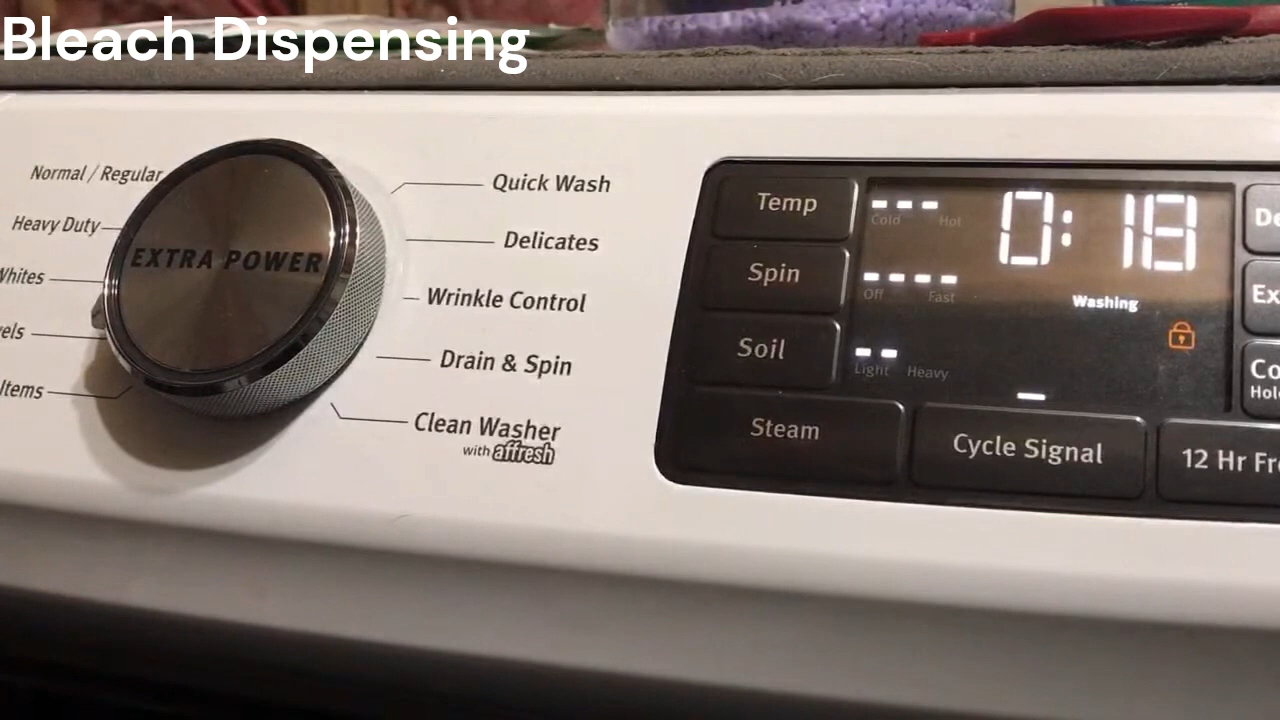 Bleach Dispensing
Normal / Regular
Heavy Duty
Whites
Items
EXTRA POWER
Quick Wash
Delicates
Wrinkle Control
Drain & Spin
Clean Washer
with affresh
Temp
Spin
Soil
Steam
Cold Hot
Off Fast
Light Heavy
0:18
Washing
Cycle Signal
12 Hr